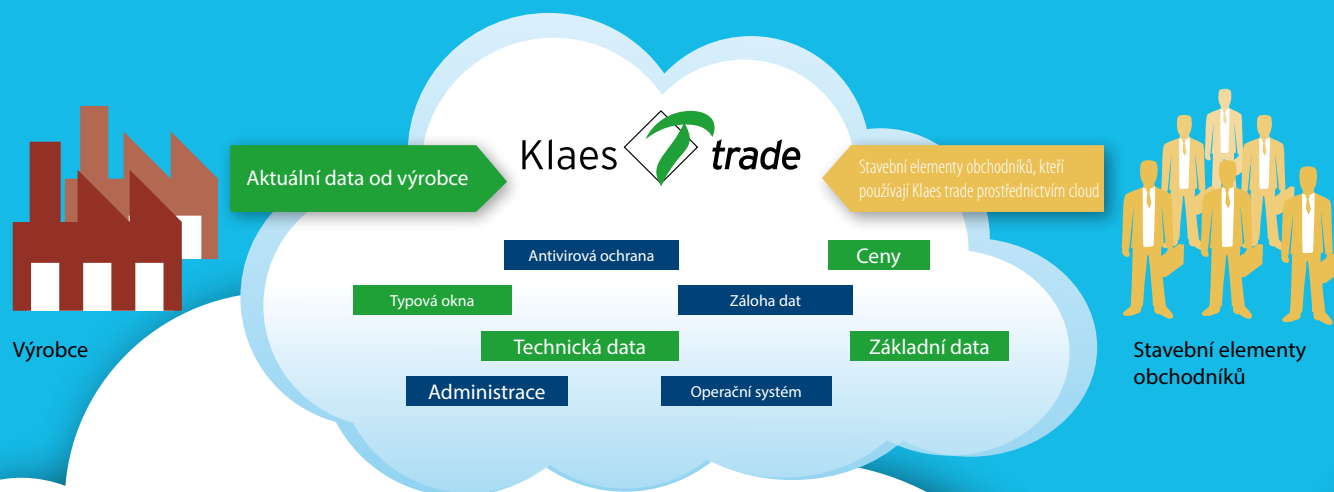 Klaes trade
Aktuální data od výrobce
Stavební elementy obchodníků, kteří
používají Klaes trade prostřednictvím cloud
Antivirová ochrana
Ceny
Typová okna
Záloha dat
Technická data
Základní data
Administrace
Operační systém
Výrobce
Stavební elementy
obchodníků